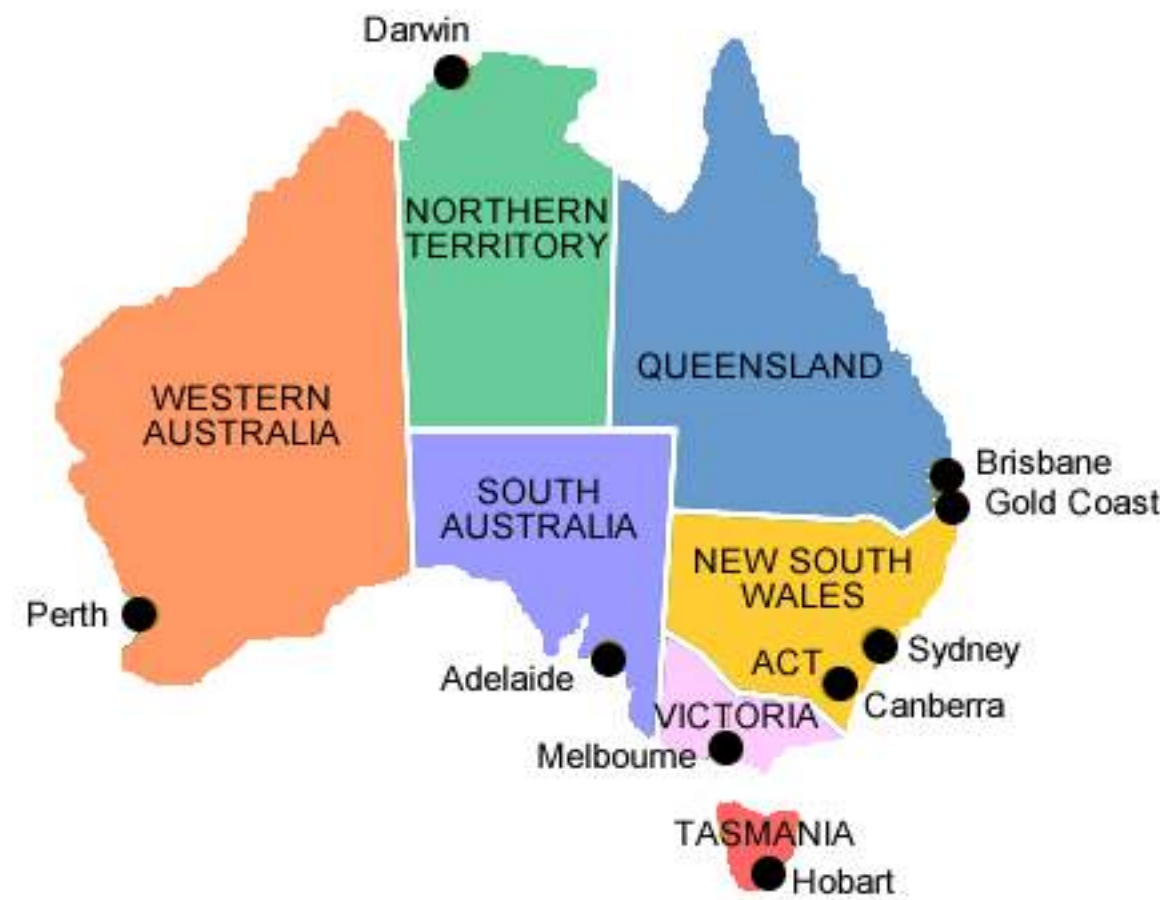 Darwin
NORTHERN
TERRITORY
QUEENSLAND
WESTERN
AUSTRALIA
SOUTH
AUSTRALIA
Brisbane
Gold Coast
NEW SOUTH
WALES
Perth
Adelaide
ACT
Sydney
Canberra
VICTORIA
Melbourne
TASMANIA
Hobart